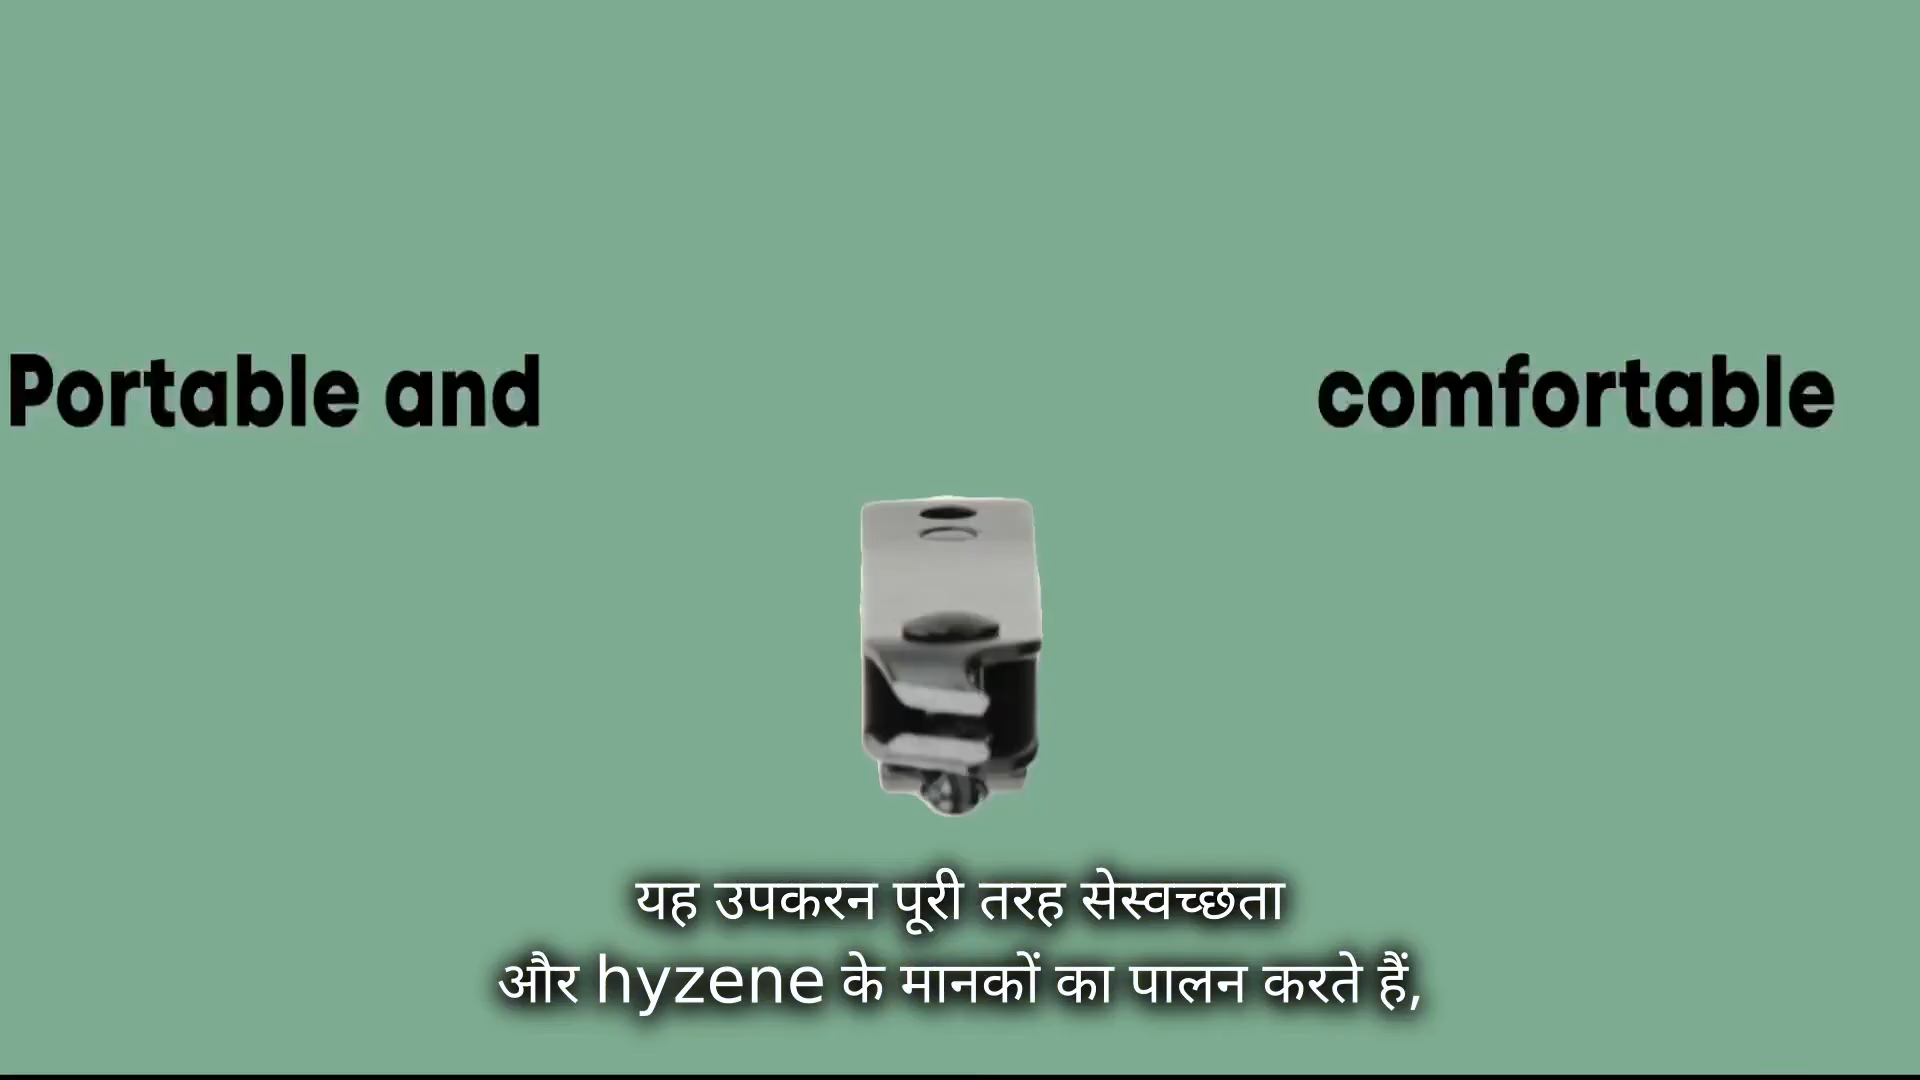 Portable and comfortable
यह उपकरन पूरी तरह सेस्वच्छता
और hyzene के मानकों का पालन करते हैं,